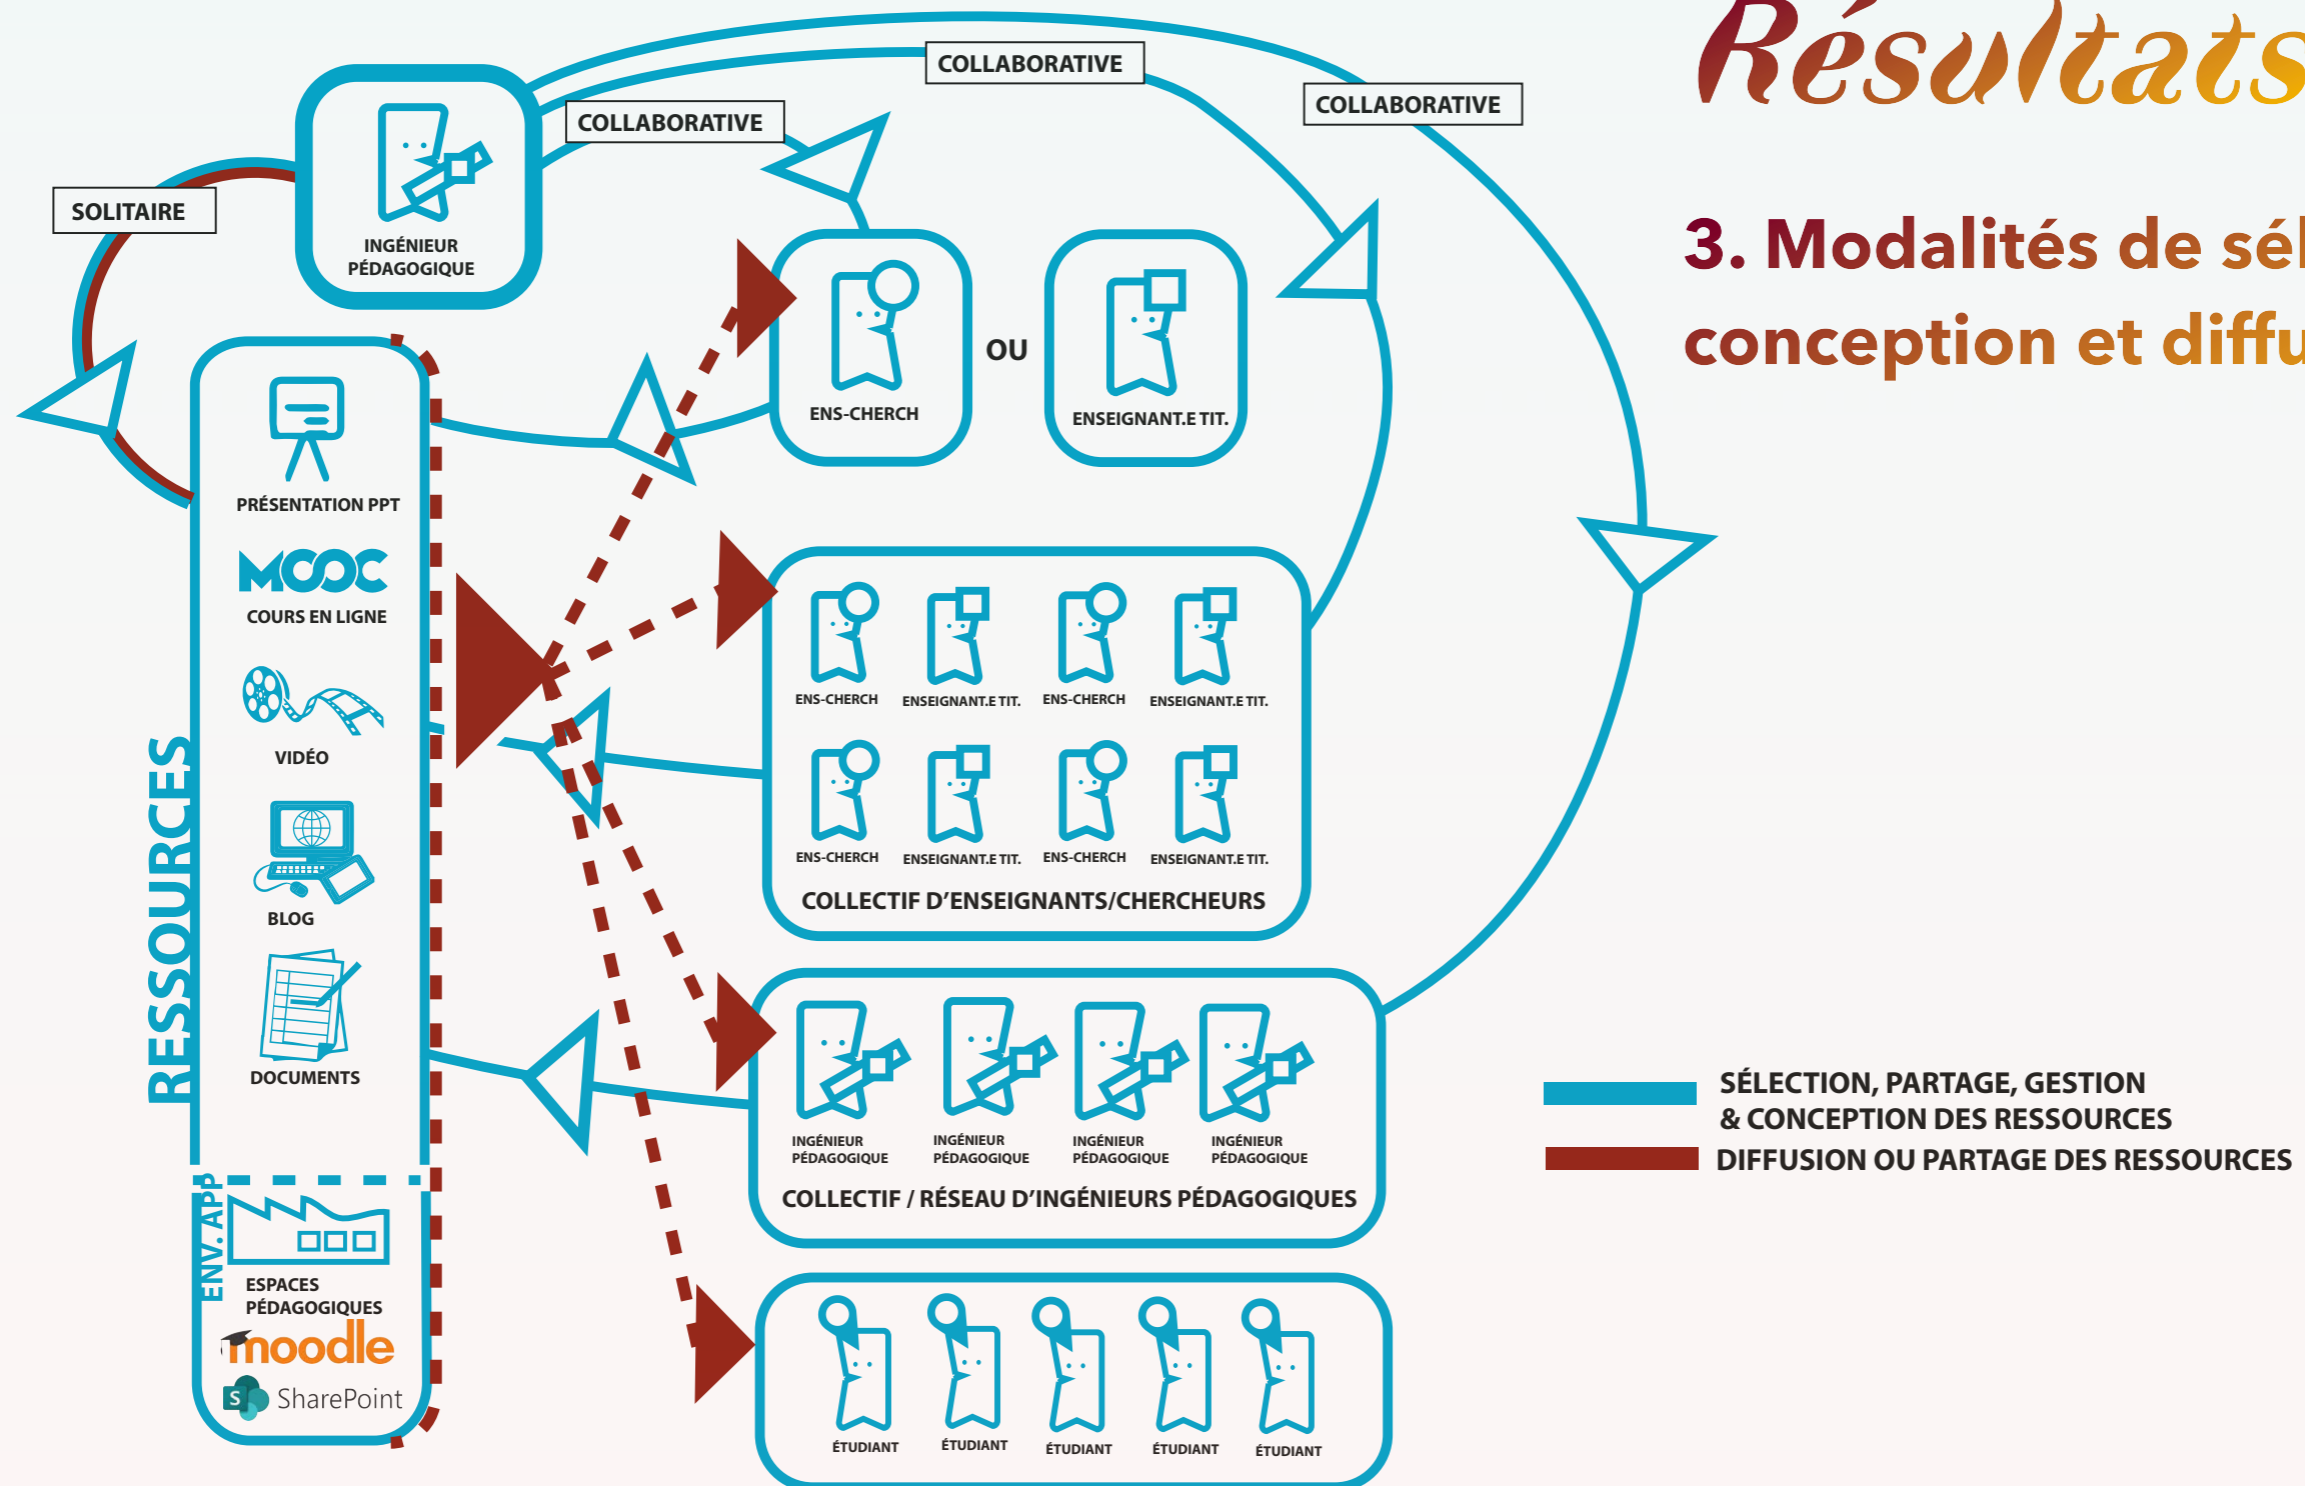 Résultats
3. Modalités de sél
conception et diffu
COLLABORATIVE
COLLABORATIVE
COLLABORATIVE
SOLITAIRE
INGÉNIEUR
PÉDAGOGIQUE
ENS-CHERCH
OU
ENSEIGNANT.E TIT.
RESSOURCES
PRÉSENTATION PPT
MOOC
COURS EN LIGNE
VIDÉO
BLOG
DOCUMENTS
ENV. APP
ESPACES
PÉDAGOGIQUES
moodle
S SharePoint
ENS-CHERCH ENSEIGNANT.E TIT. ENS-CHERCH ENSEIGNANT.E TIT.
ENS-CHERCH ENSEIGNANT.E TIT. ENS-CHERCH ENSEIGNANT.E TIT.
COLLECTIF D'ENSEIGNANTS/CHERCHEURS
INGÉNIEUR INGÉNIEUR INGÉNIEUR INGÉNIEUR
PÉDAGOGIQUE PÉDAGOGIQUE PÉDAGOGIQUE PÉDAGOGIQUE
COLLECTIF / RÉSEAU D'INGÉNIEURS PÉDAGOGIQUES
ÉTUDIANT ÉTUDIANT ÉTUDIANT ÉTUDIANT ÉTUDIANT
SÉLECTION, PARTAGE, GESTION
& CONCEPTION DES RESSOURCES
DIFFUSION OU PARTAGE DES RESSOURCES